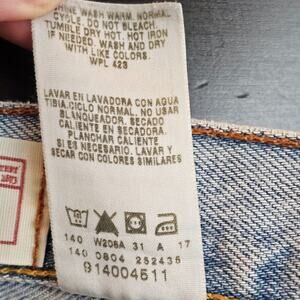 HINE WASH WARM, NORMAL
CYCLE. DO NOT BLEACH.
TUMBLE DRY HOT. HOT IRON
IF NEEDED. WASH AND DRY
WITH LIKE COLORS.
WPL 423
LAVAR EN LAVADORA CON AGUA
TIBIA.CICLO NORMAL. NO USAR
BLANQUEADOR. SECADO
CALIENTE EN SECADORA.
PLANCHAR CALIENTE
SI ES NECESARIO. LAVAR Y
SECAR CON COLORES SIMILARES
140 W206A 31 A 17
140 0804 252436
914004511